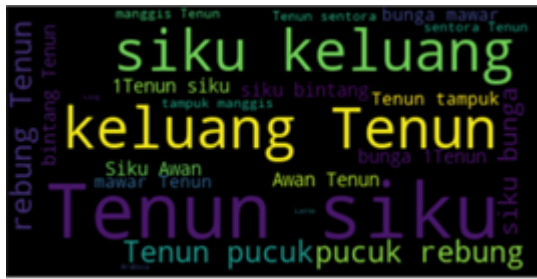 manggis Tenun
Tenun sentora
bunga mawar
sentora Tenun
siku keluang
rebung Tenun
bintang Tenun
1Tenun siku
siku bintang
Tenun tampuk
tampuk manggis
keluang Tenun
bunga 1Tenun
siku bunga
Siku Awan
mawar Tenun
Awan Tenun
Tenun siku
Tenun pucuk
pucuk rebung